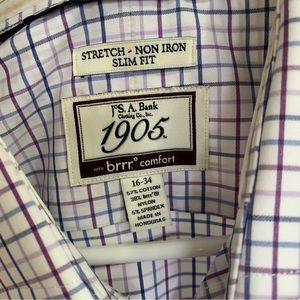 STRETCH - NON IRON
SLIM FIT
JoS. A. Bank
Clothing Co., Inc.
1905.
WITH brrr° comfort
16-34
57% COTTON
38% brrr°®
NYLON
5% SPANDEX
MADE IN
HONDURAS